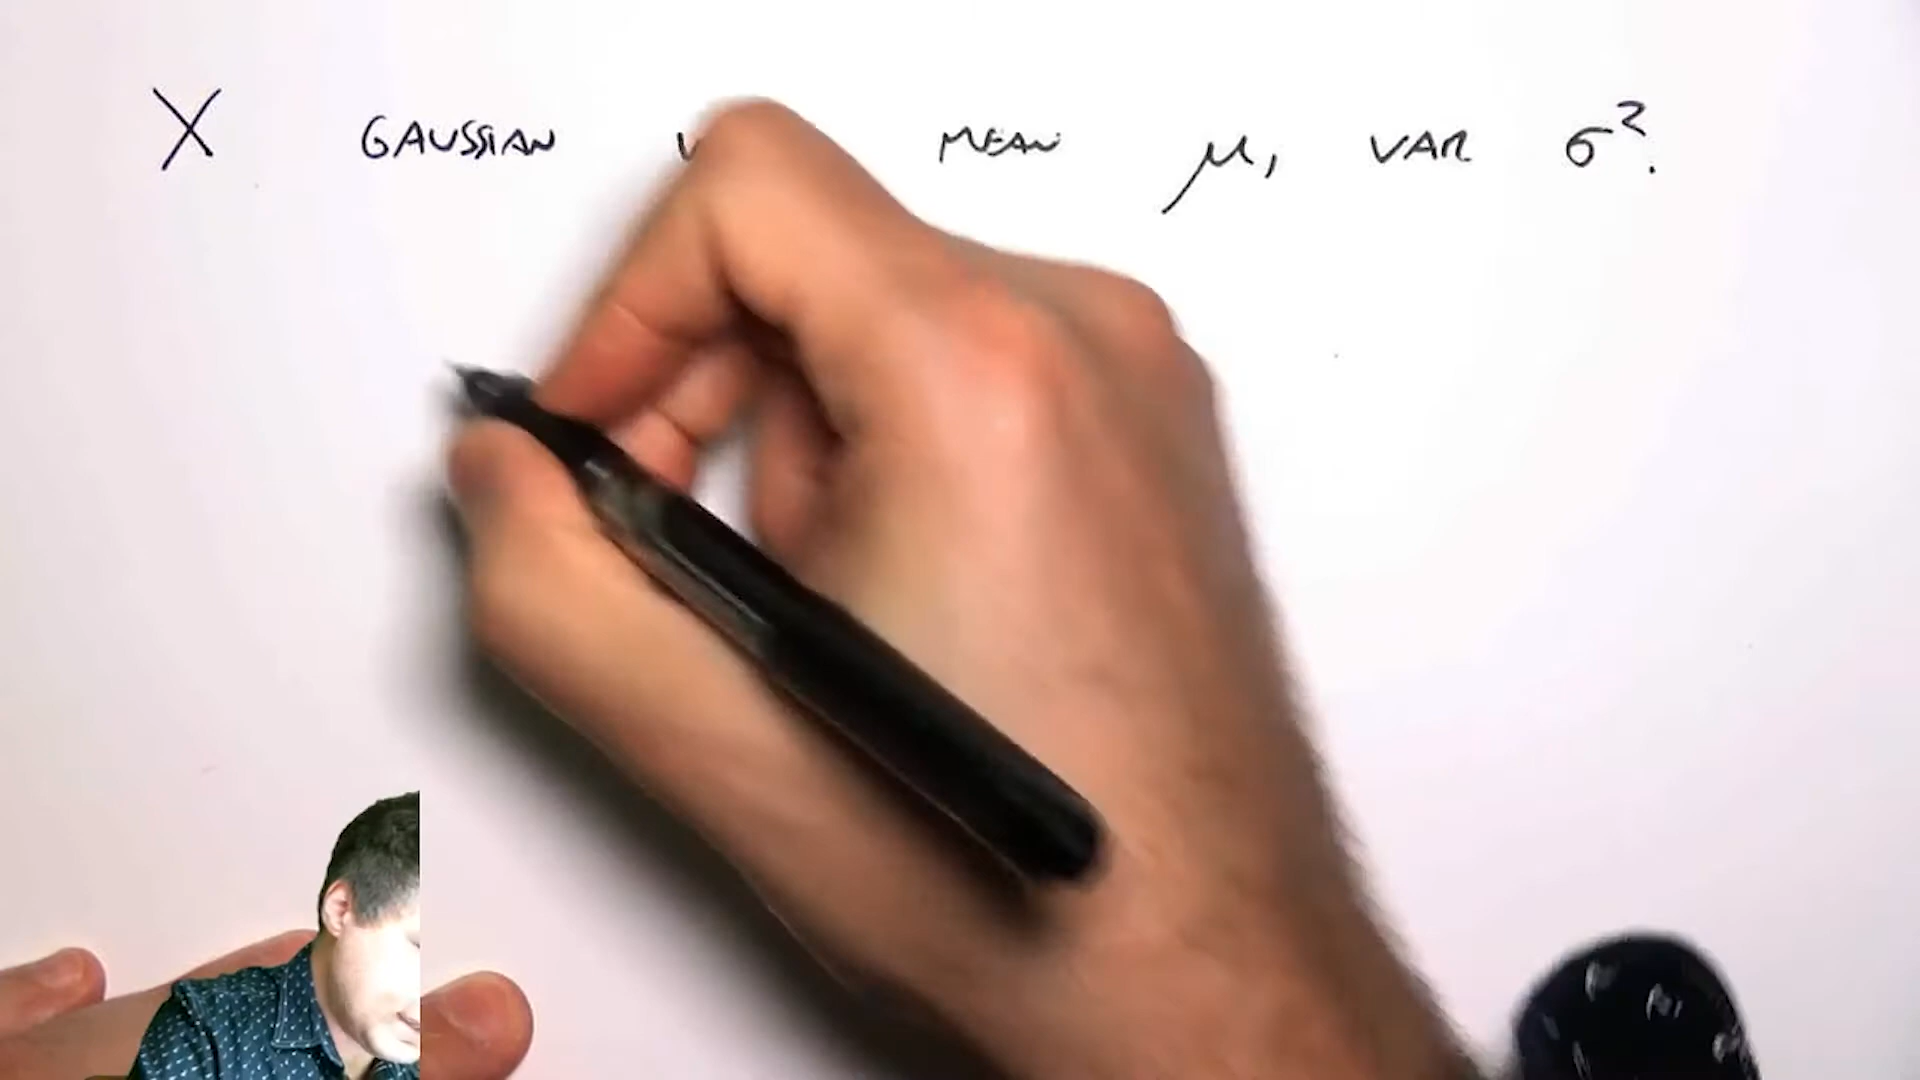 X GAUSSIAN MEAN μ, VAR σ².